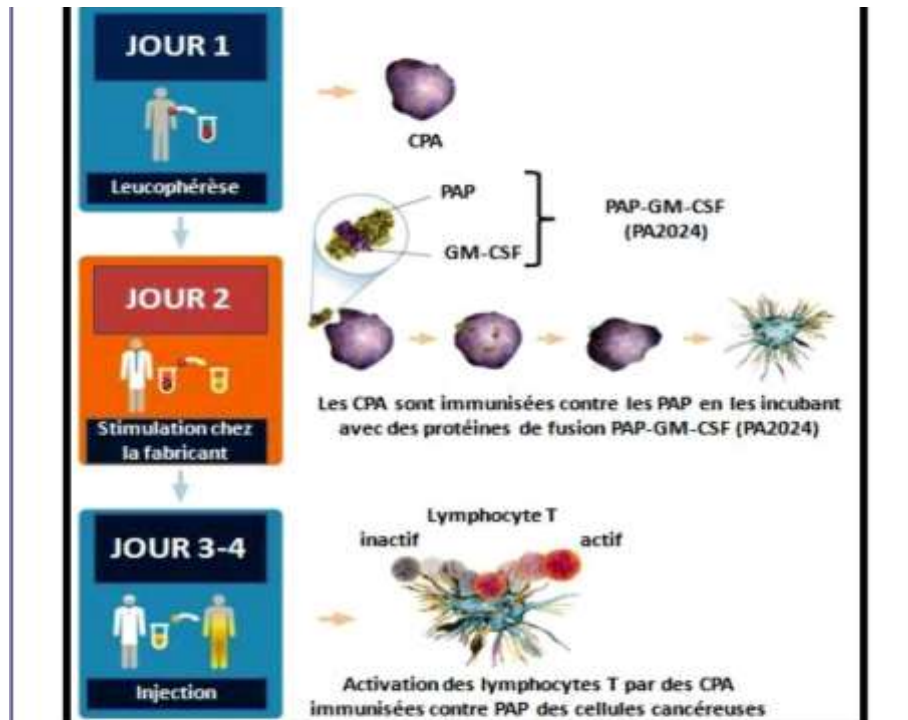 JOUR 1
Leucophérèse
CPA
PAP
GM-CSF
PAP-GM-CSF
(PA2024)
JOUR 2
Stimulation chez
la fabricant
Les CPA sont immunisées contre les PAP en les incubant
avec des protéines de fusion PAP-GM-CSF (PA2024)
JOUR 3-4
Injection
Lymphocyte T
inactif
actif
Activation des lymphocytes T par des CPA
immunisées contre PAP des cellules cancéreuses